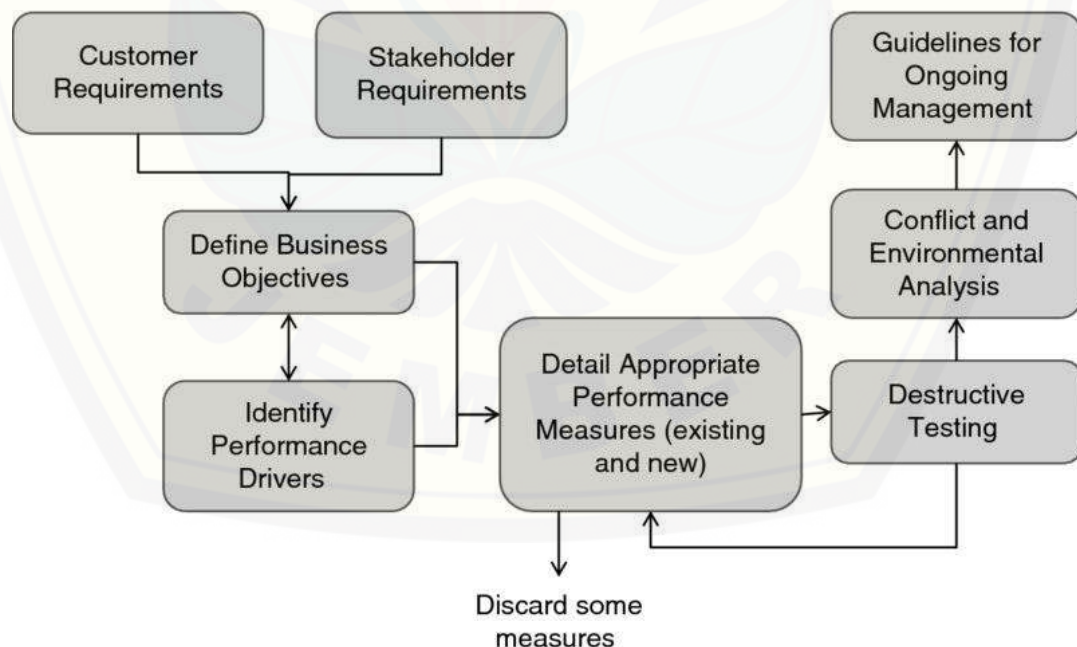 Customer
Requirements
Stakeholder
Requirements
Guidelines for
Ongoing
Management
Define Business
Objectives
Conflict and
Environmental
Analysis
Identify
Performance
Drivers
Detail Appropriate
Performance
Measures (existing
and new)
Destructive
Testing
Discard some
measures